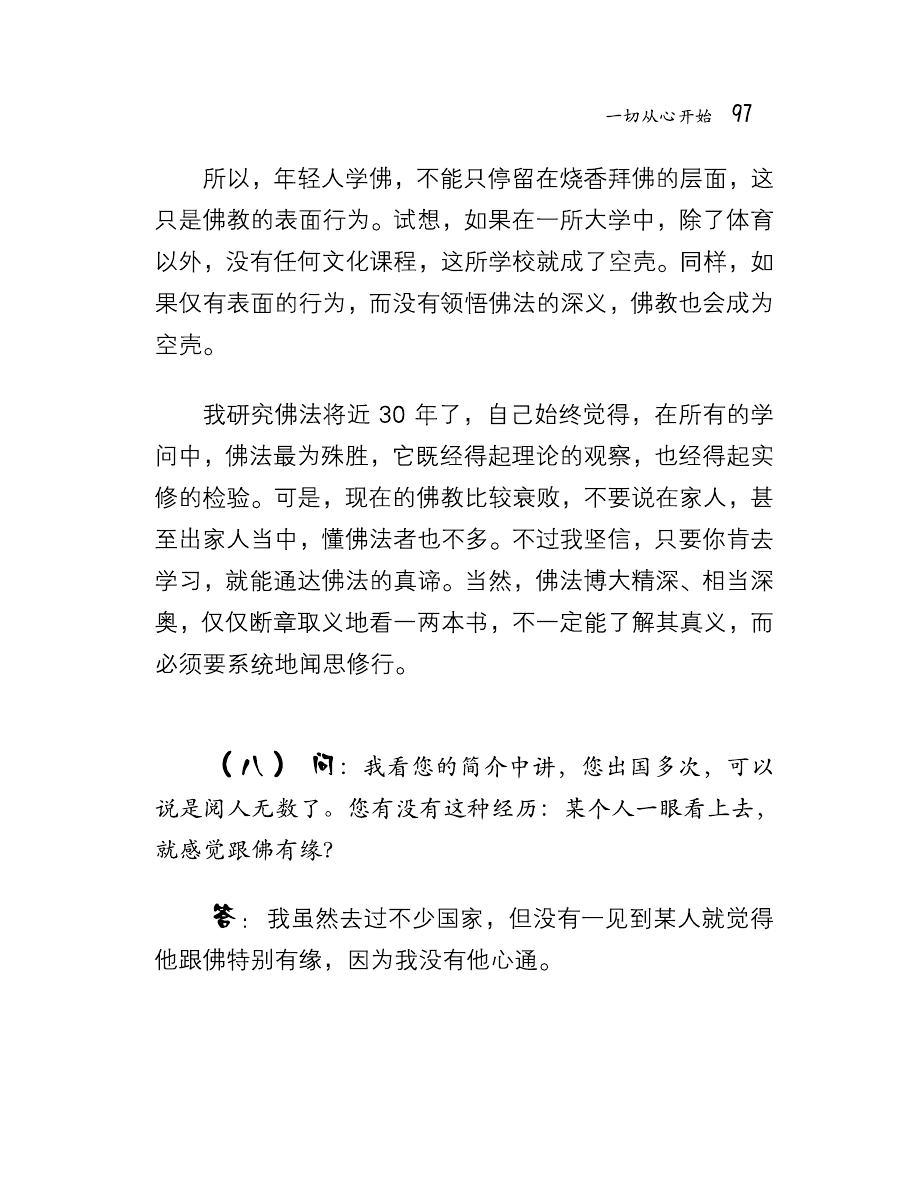 一切从心开始 97
所以，年轻人学佛，不能只停留在烧香拜佛的层面，这
只是佛教的表面行为。试想，如果在一所大学中，除了体育
以外，没有任何文化课程，这所学校就成了空壳。同样，如
果仅有表面的行为，而没有领悟佛法的深义，佛教也会成为
空壳。
我研究佛法将近 30 年了，自己始终觉得，在所有的学
问中，佛法最为殊胜，它既经得起理论的观察，也经得起实
修的检验。可是，现在的佛教比较衰败，不要说在家人，甚
至出家人当中，懂佛法者也不多。不过我坚信，只要你肯去
学习，就能通达佛法的真谛。当然，佛法博大精深、相当深
奥，仅仅断章取义地看一两本书，不一定能了解其真义，而
必须要系统地闻思修行。
（八） 问：我看您的简介中讲，您出国多次，可以
说是阅人无数了。您有没有这种经历：某个人一眼看上去，
就感觉跟佛有缘？
答：我虽然去过不少国家，但没有一见到某人就觉得
他跟佛特别有缘，因为我没有他心通。